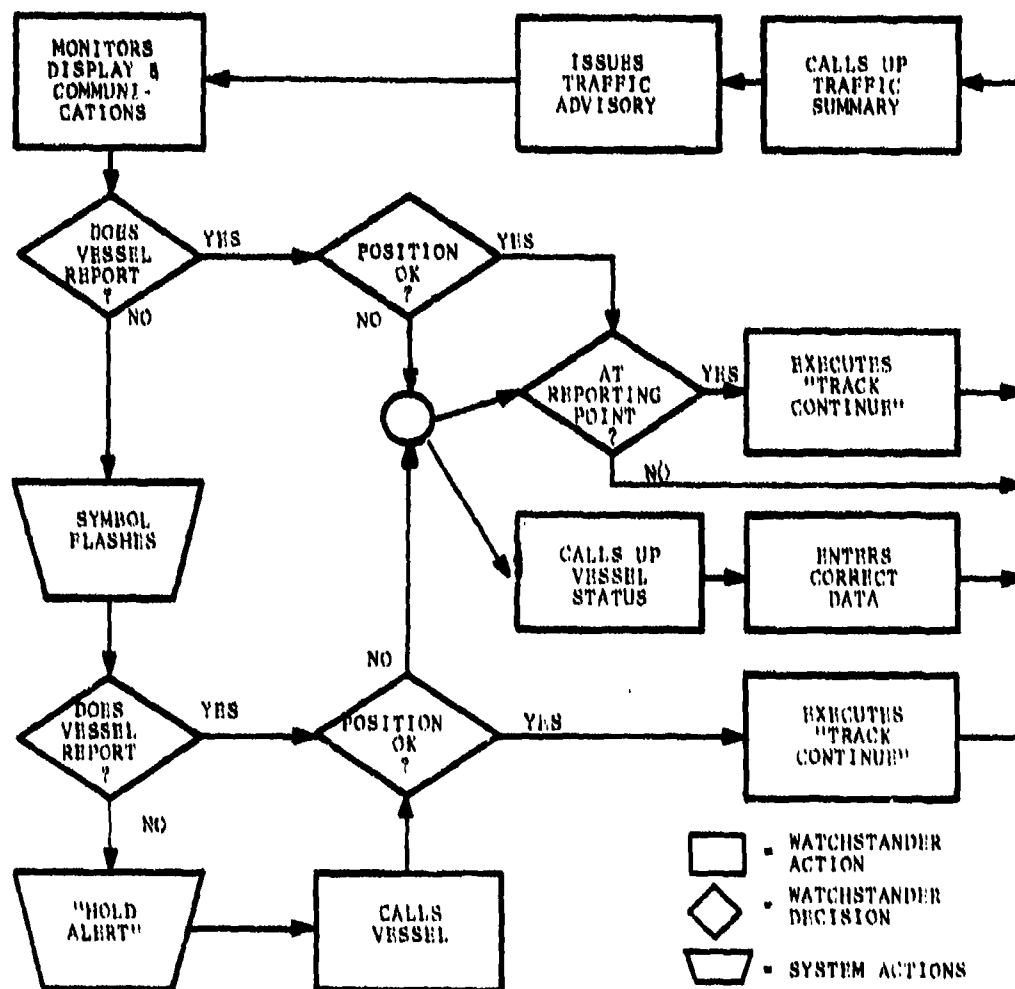 MONITORS
DISPLAY &
COMMUNI-
CATIONS
ISSUES
TRAFFIC
ADVISORY
CALLS UP
TRAFFIC
SUMMARY
DOES
VESSEL
REPORT
?
YES
NO
POSITION
OK
?
YES
NO
AT
REPORTING
POINT
?
YES
NO
EXECUTES
"TRACK
CONTINUE"
SYMBOL
FLASHES
CALLS UP
VESSEL
STATUS
ENTERS
CORRECT
DATA
DOES
VESSEL
REPORT
?
YES
NO
NO
POSITION
OK
?
YES
EXECUTES
"TRACK
CONTINUE"
"HOLD
ALERT"
CALLS
VESSEL
= WATCHSTANDER
ACTION
= WATCHSTANDER
DECISION
= SYSTEM ACTIONS